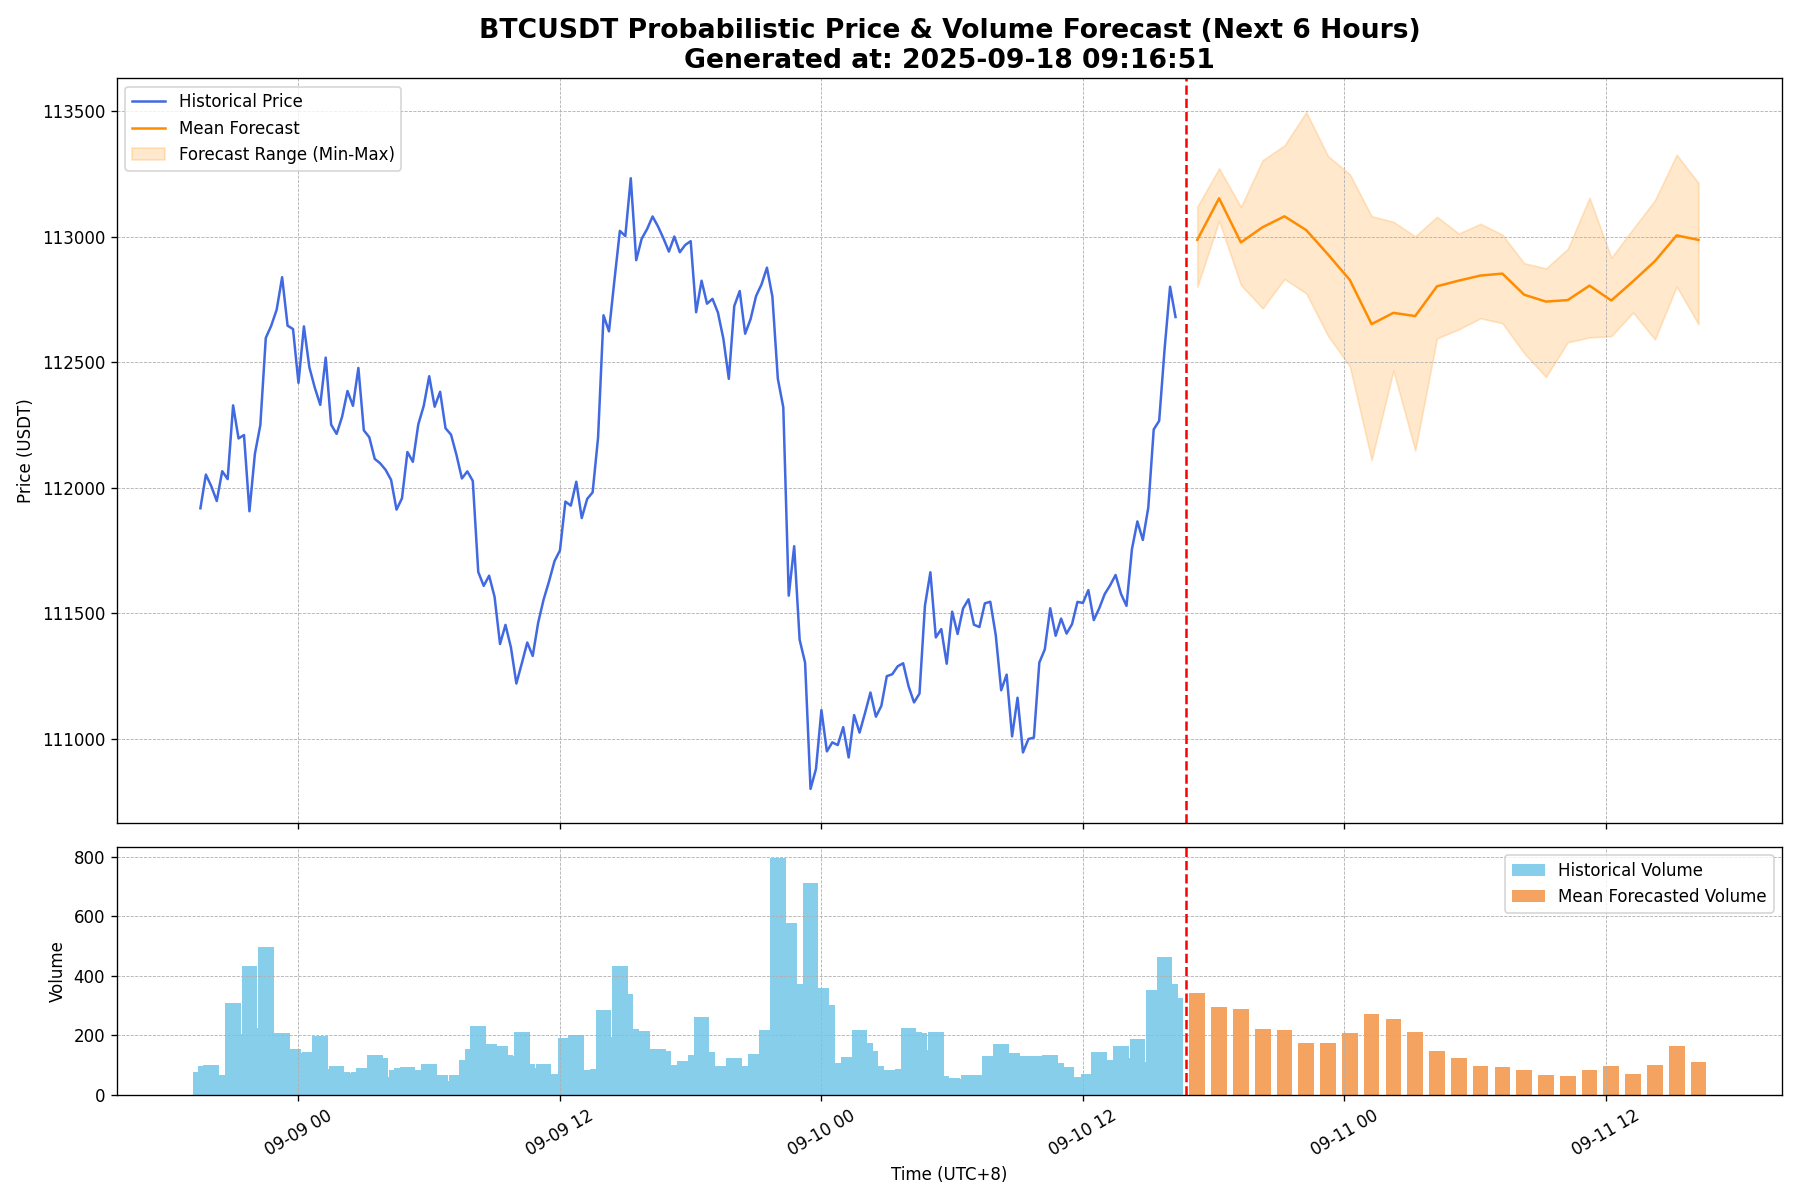 BTCUSDT Probabilistic Price & Volume Forecast (Next 6 Hours)
Generated at: 2025-09-18 09:16:51
Historical Price
Mean Forecast
Forecast Range (Min-Max)
113500
113000
112500
112000
111500
111000
Price (USDT)
Historical Volume
Mean Forecasted Volume
800
600
400
200
0
Volume
09-09 00
09-09 12
09-10 00
09-10 12
09-11 00
09-11 12
Time (UTC+8)